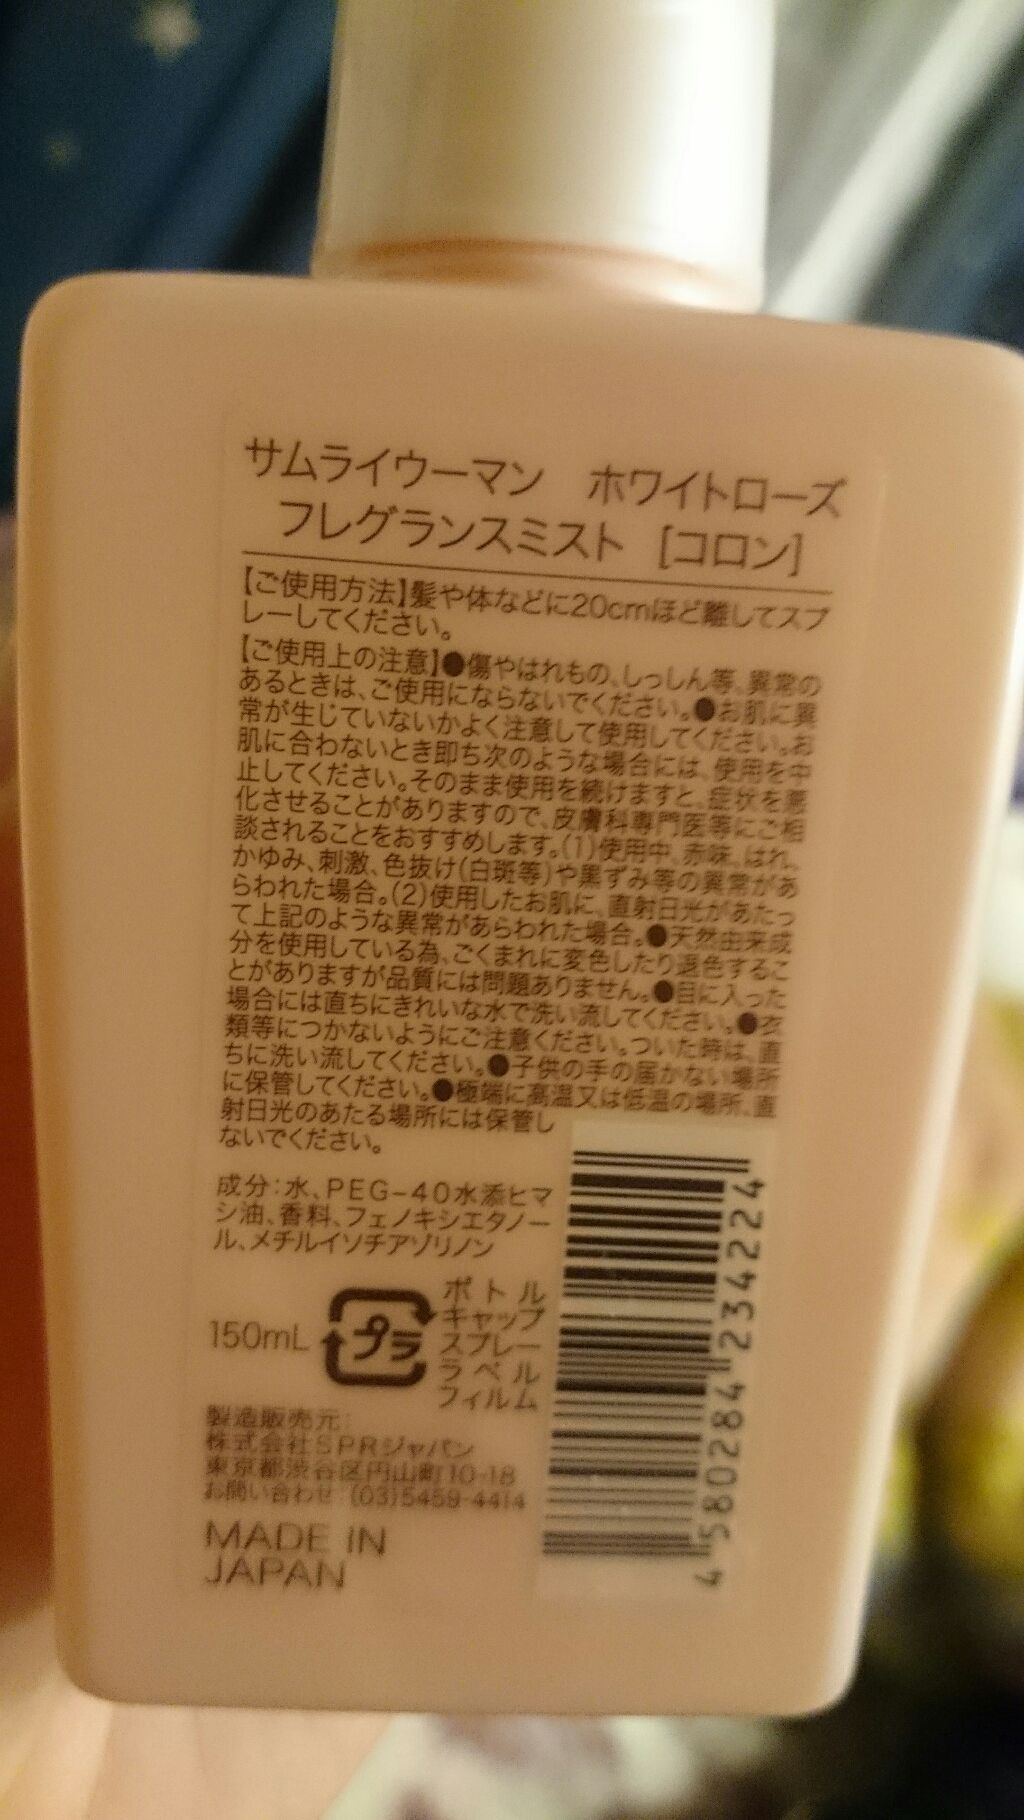 サムライウーマン　ホワイトローズ
フレグランスミスト　[コロン]
【ご使用方法】髪や体などに20cmほど離してスプ
レーしてください。
【ご使用上の注意】●傷やはれもの、しっしん等、異常の
あるときは、ご使用にならないでください。●お肌に異
常が生じていないかよく注意して使用してください。お
肌に合わないとき即ち次のような場合には、使用を中
止してください。そのまま使用を続けますと、症状を悪
化させることがありますので、皮膚科専門医等にご相
談されることをおすすめします。(1)使用中、赤味、はれ、
かゆみ、刺激、色抜け(白斑等)や黒ずみ等の異常があ
らわれた場合。(2)使用したお肌に、直射日光があたっ
て上記のような異常があらわれた場合。●天然由来成
分を使用している為、ごくまれに変色したり退色するこ
とがありますが品質には問題ありません。●目に入った
場合には直ちにきれいな水で洗い流してください。●衣
類等につかないようにご注意ください。ついた時は、直
ちに洗い流してください。●子供の手の届かない場所
に保管してください。●極端に高温又は低温の場所、直
射日光のあたる場所には保管し
ないでください。
成分：水、PEG-40水添ヒマ
シ油、香料、フェノキシエタノー
ル、メチルイソチアゾリノン
150mL
プラ
ボトル
キャップ
スプレー
ラベル
フィルム
製造販売元：
株式会社SPRジャパン
東京都渋谷区円山町10-18
お問い合わせ：(03)5459-4414
MADE IN
JAPAN
4 580284 234224